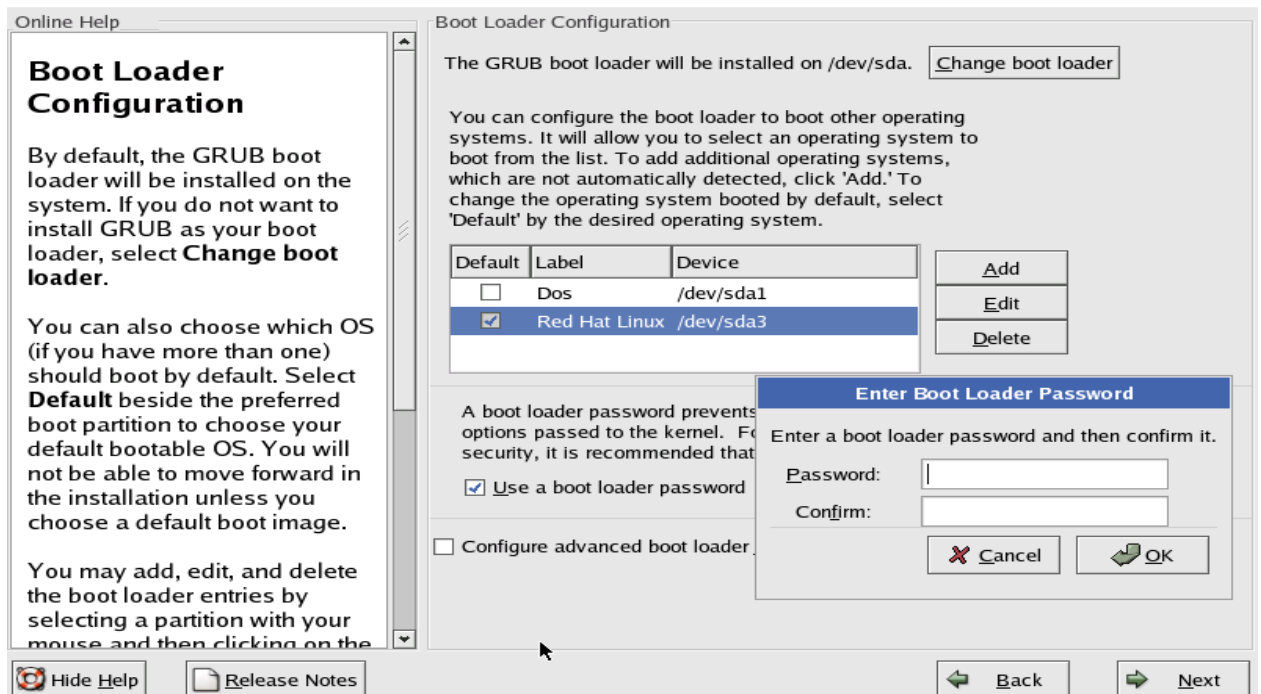 Online Help
Boot Loader
Configuration
By default, the GRUB boot
loader will be installed on the
system. If you do not want to
install GRUB as your boot
loader, select Change boot
loader.
You can also choose which OS
(if you have more than one)
should boot by default. Select
Default beside the preferred
boot partition to choose your
default bootable OS. You will
not be able to move forward in
the installation unless you
choose a default boot image.
You may add, edit, and delete
the boot loader entries by
selecting a partition with your
mouse and then clicking on the
Boot Loader Configuration
The GRUB boot loader will be installed on /dev/sda.
Change boot loader
You can configure the boot loader to boot other operating
systems. It will allow you to select an operating system to
boot from the list. To add additional operating systems,
which are not automatically detected, click 'Add.' To
change the operating system booted by default, select
'Default' by the desired operating system.
Default Label Device
Dos /dev/sda1
Red Hat Linux /dev/sda3
Add
Edit
Delete
A boot loader password prevents
options passed to the kernel. Fo
security, it is recommended that
Use a boot loader password
Configure advanced boot loader
Enter Boot Loader Password
Enter a boot loader password and then confirm it.
Password:
Confirm:
Cancel
OK
Hide Help
Release Notes
Back
Next